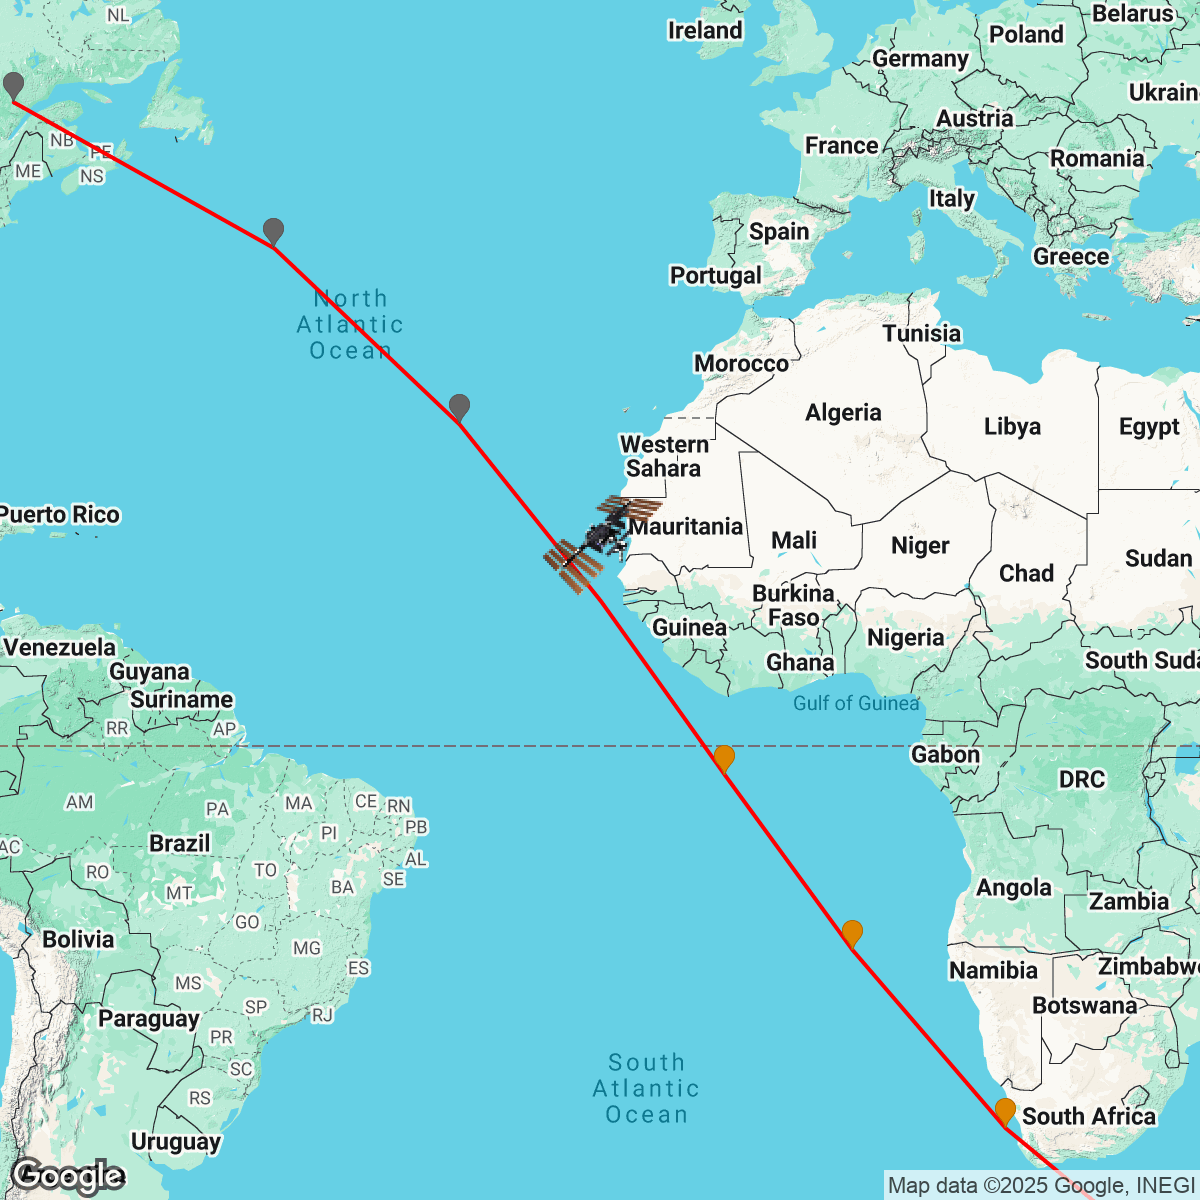 NL
Ireland
Belarus
Poland
Germany
Ukrain
Austria
France
NB
PE
Romania
ME
NS
Italy
Spain
Greece
Portugal
North
Atlantic
Ocean
Tunisia
Morocco
Algeria
Libya
Egypt
Western
Sahara
Puerto Rico
Mauritania
Mali
Niger
Sudan
Chad
Burkina
Faso
Guinea
Nigeria
Venezuela
Ghana
South Suda
Guyana
Suriname
Gulf of Guinea
RR
AP
Gabon
DRC
AM
PA
MA
CE
RN
PI
PB
Brazil
AC
AL
RO
TO
SE
MT
BA
Angola
Zambia
GO
Bolivia
MG
ES
Namibia
Zimbabwe
MS
SP
RJ
Botswana
Paraguay
PR
South
Atlantic
Ocean
SC
RS
South Africa
Uruguay
Google
Map data ©2025 Google, INEGI